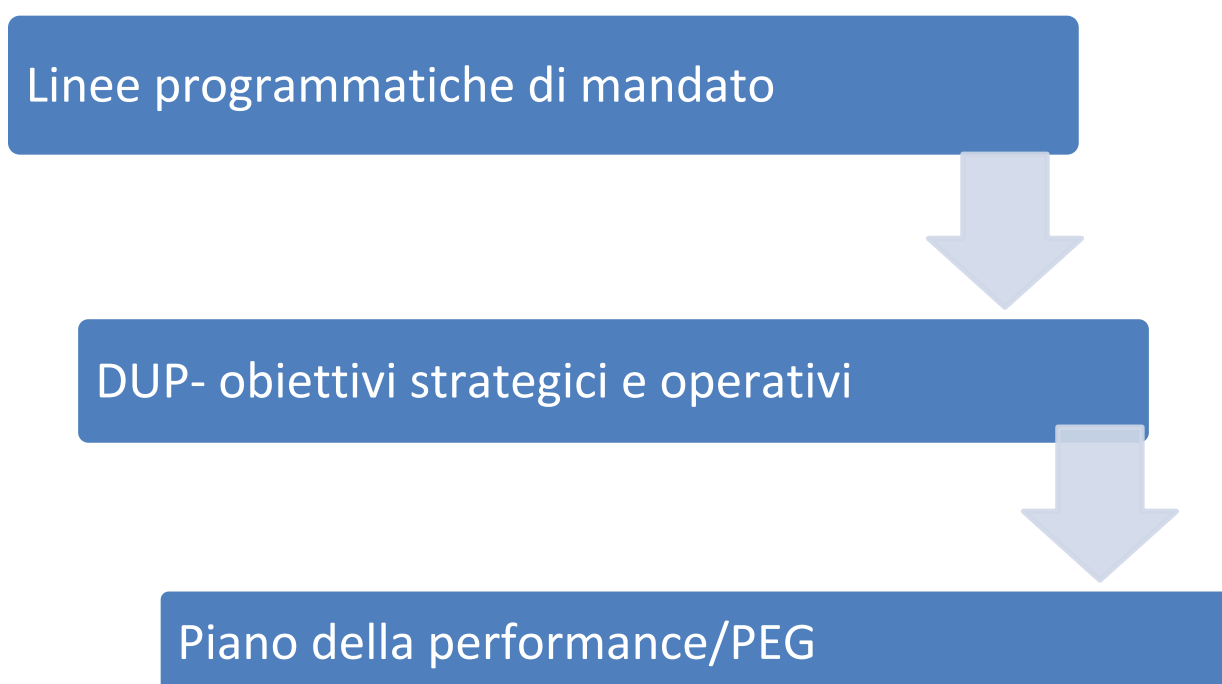 Linee programmatiche di mandato
DUP- obiettivi strategici e operativi
Piano della performance/PEG